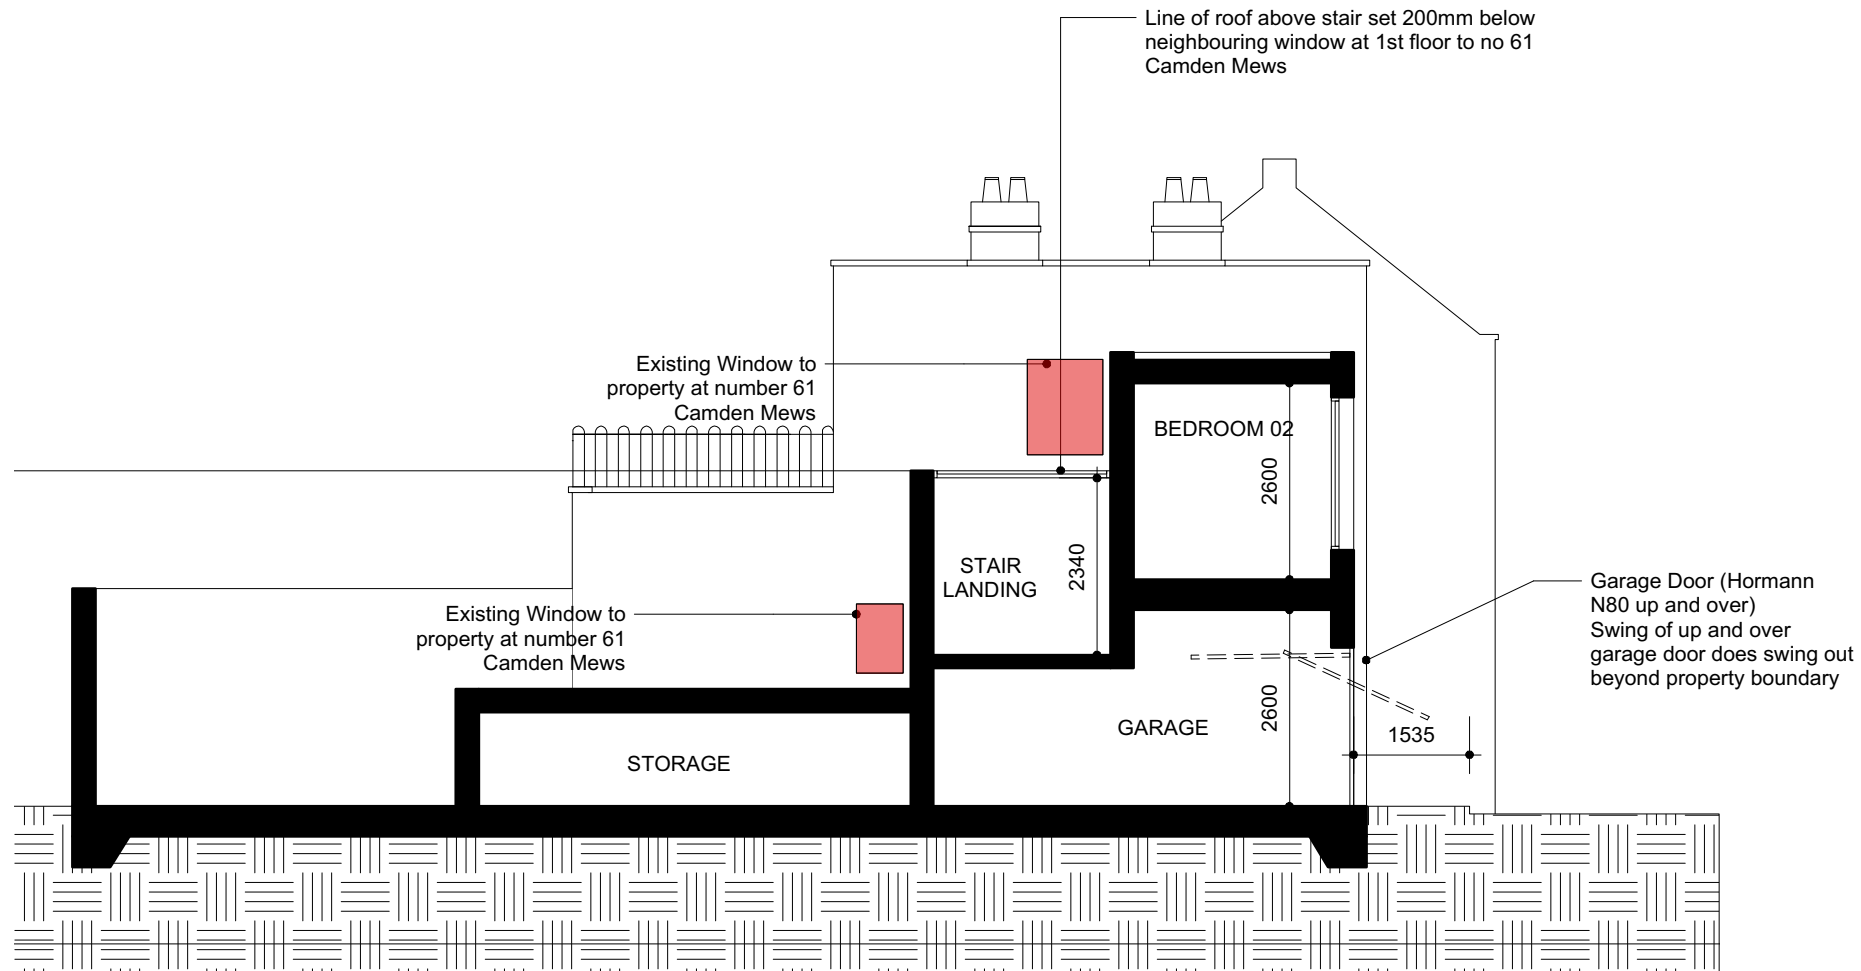 Line of roof above stair set 200mm below
neighbouring window at 1st floor to no 61
Camden Mews
Existing Window to
property at number 61
Camden Mews
BEDROOM 02
2600
STAIR
LANDING
2340
Existing Window to
property at number 61
Camden Mews
Garage Door (Hormann
N80 up and over)
Swing of up and over
garage door does swing out
beyond property boundary
GARAGE
2600
1535
STORAGE